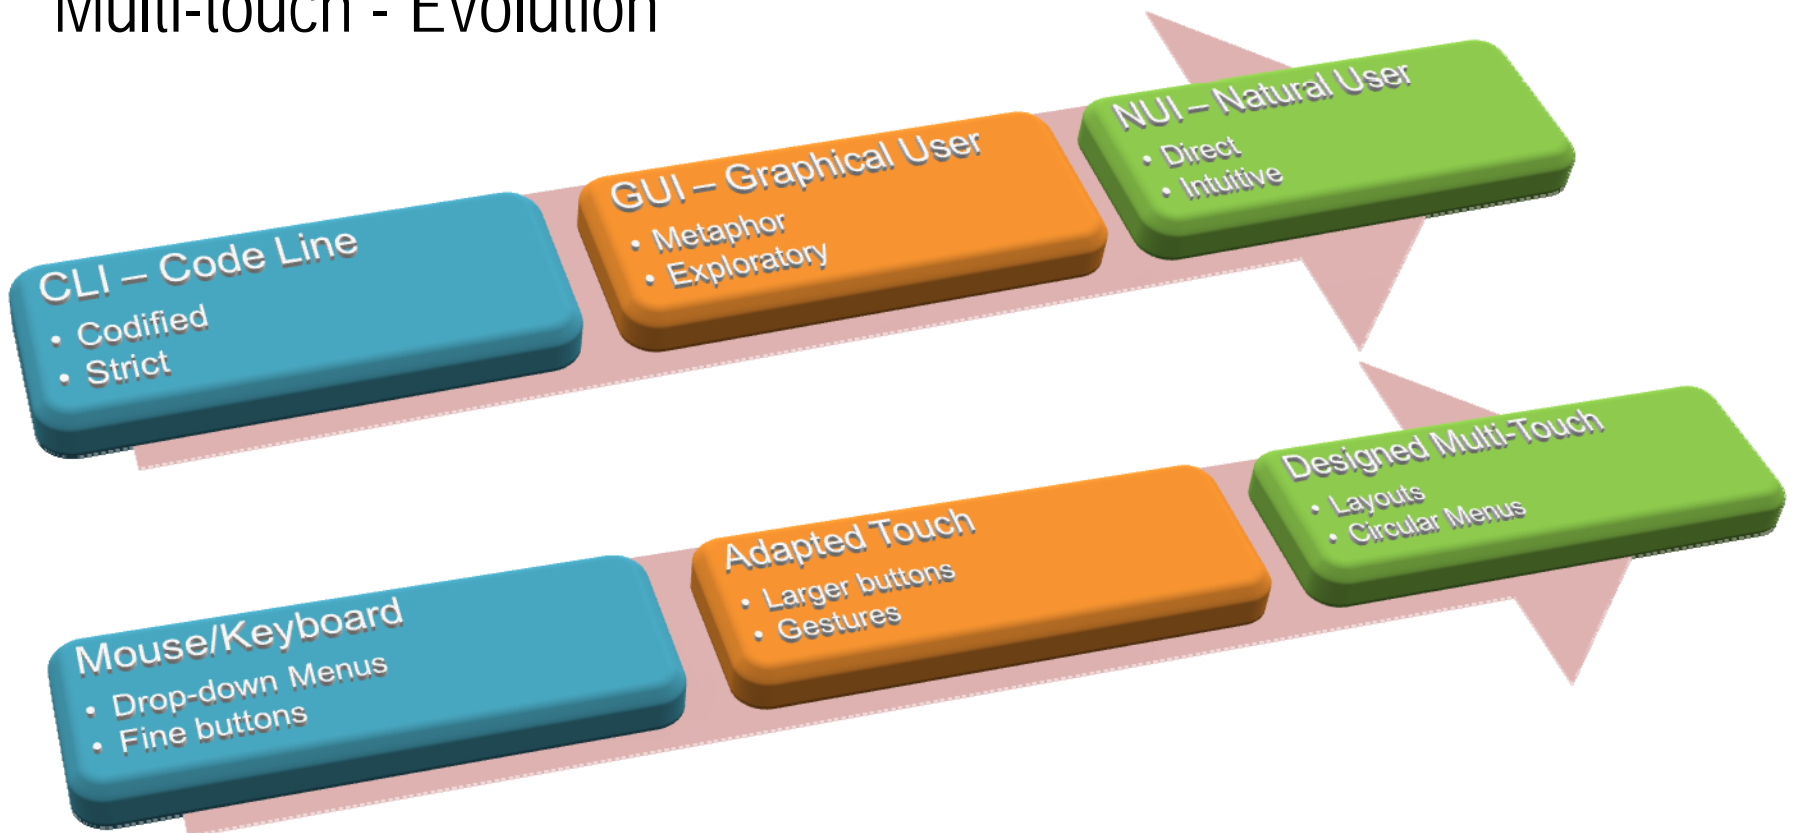 Multi-touch - Evolution
CLI – Code Line
• Codified
• Strict
GUI – Graphical User
• Metaphor
• Exploratory
NUI – Natural User
• Direct
• Intuitive
Mouse/Keyboard
• Drop-down Menus
• Fine buttons
Adapted Touch
• Larger buttons
• Gestures
Designed Multi-Touch
• Layouts
• Circular Menus